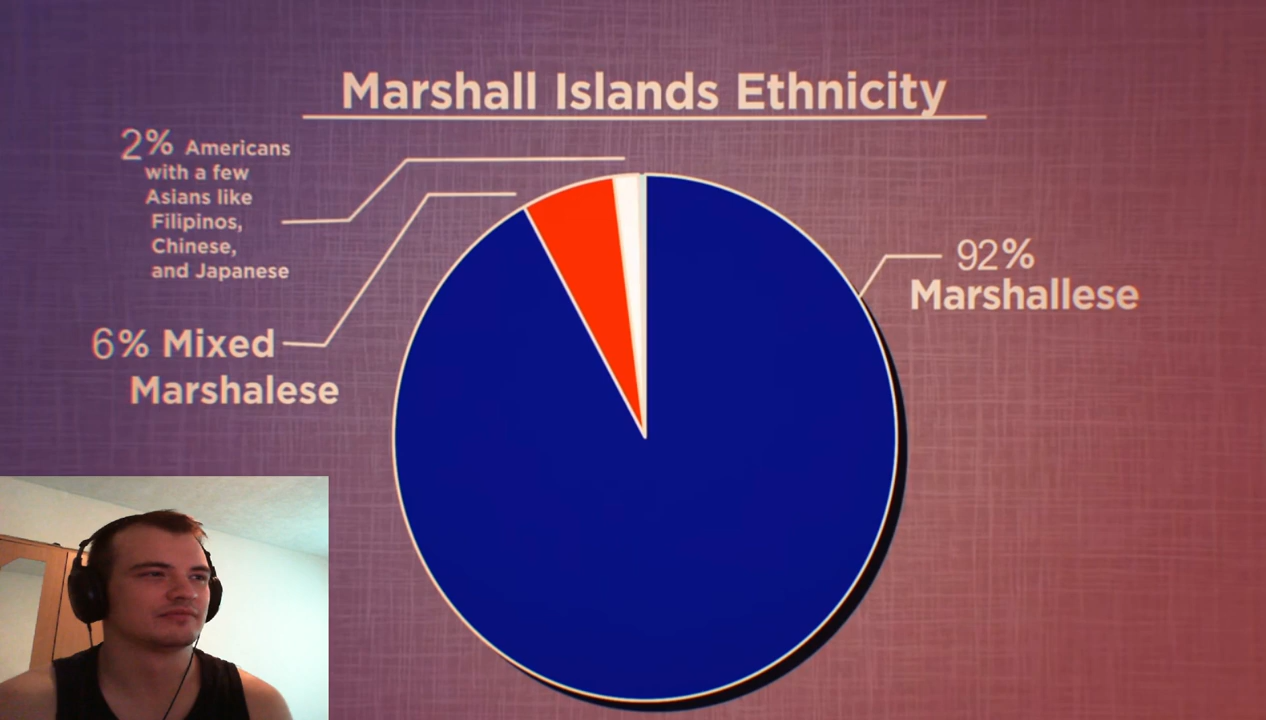 Marshall Islands Ethnicity
2% Americans
with a few
Asians like
Filipinos,
Chinese,
and Japanese
92%
Marshallese
6% Mixed
Marshalese